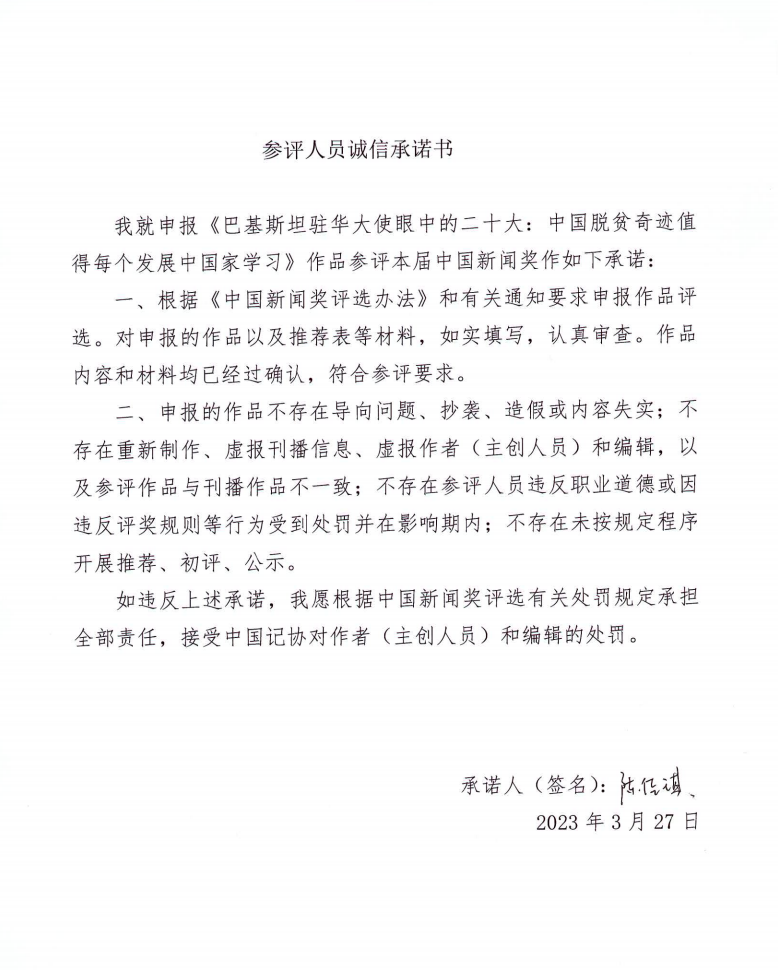 参评人员诚信承诺书
我就申报《巴基斯坦驻华大使眼中的二十大：中国脱贫奇迹值
得每个发展中国家学习》作品参评本届中国新闻奖作如下承诺：
一、根据《中国新闻奖评选办法》和有关通知要求申报作品评
选。对申报的作品以及推荐表等材料，如实填写，认真审查。作品
内容和材料均已经过确认，符合参评要求。
二、申报的作品不存在导向问题、抄袭、造假或内容失实；不
存在重新制作、虚报刊播信息、虚报作者（主创人员）和编辑，以
及参评作品与刊播作品不一致；不存在参评人员违反职业道德或因
违反评奖规则等行为受到处罚并在影响期内；不存在未按规定程序
开展推荐、初评、公示。
如违反上述承诺，我愿根据中国新闻奖评选有关处罚规定承担
全部责任，接受中国记协对作者（主创人员）和编辑的处罚。
承诺人（签名）：
2023 年 3 月 27 日